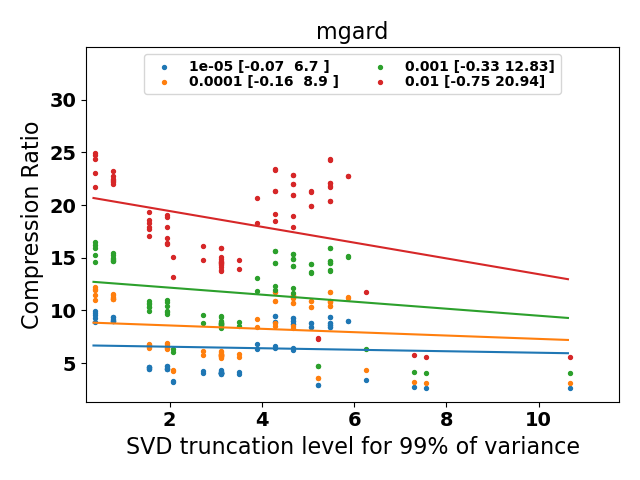 mgard
1e-05 [-0.07  6.7 ]
0.0001 [-0.16  8.9 ]
0.001 [-0.33 12.83]
0.01 [-0.75 20.94]
Compression Ratio
30
25
20
15
10
5
2 4 6 8 10
SVD truncation level for 99% of variance